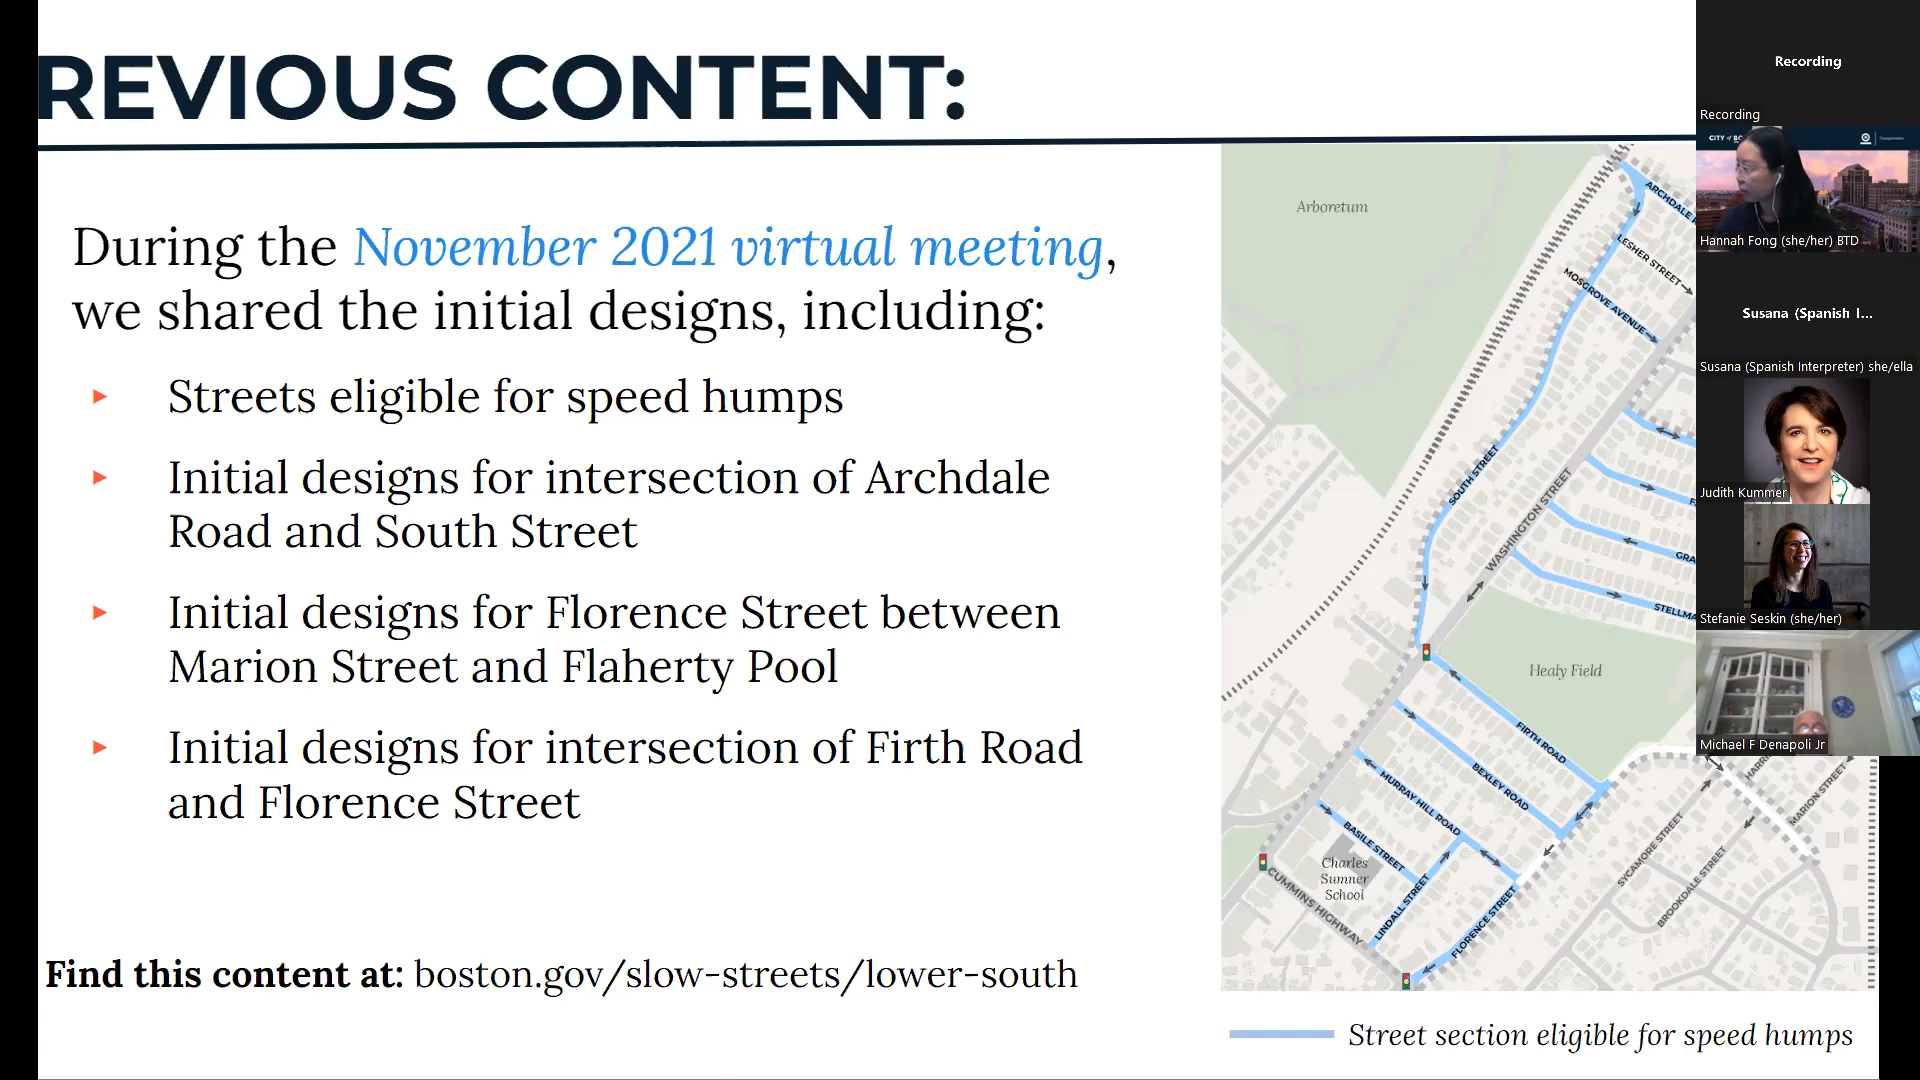 REVIOUS CONTENT:
During the November 2021 virtual meeting,
we shared the initial designs, including:
Streets eligible for speed humps
Initial designs for intersection of Archdale
Road and South Street
Initial designs for Florence Street between
Marion Street and Flaherty Pool
Initial designs for intersection of Firth Road
and Florence Street
Find this content at: boston.gov/slow-streets/lower-south
Arboretum
ARCHDALE
LESHER STREET
MOSGROVE AVENUE
SOUTH STREET
WASHINGTON STREET
GRA
STELLMA
Healy Field
FIRTH ROAD
BEXLEY ROAD
MURRAY HILL ROAD
BASILE STREET
Charles
Sumner
School
CUMMINS HIGHWAY
LINDALL STREET
FLORENCE STREET
SYCAMORE STREET
BROOKDALE STREET
MARION STREET
HARRI
Street section eligible for speed humps
Recording
Recording
CITY of BO
Hannah Fong (she/her) BTD
Susana (Spanish I...
Susana (Spanish Interpreter) she/ella
Judith Kummer
Stefanie Seskin (she/her)
Michael F Denapoli Jr